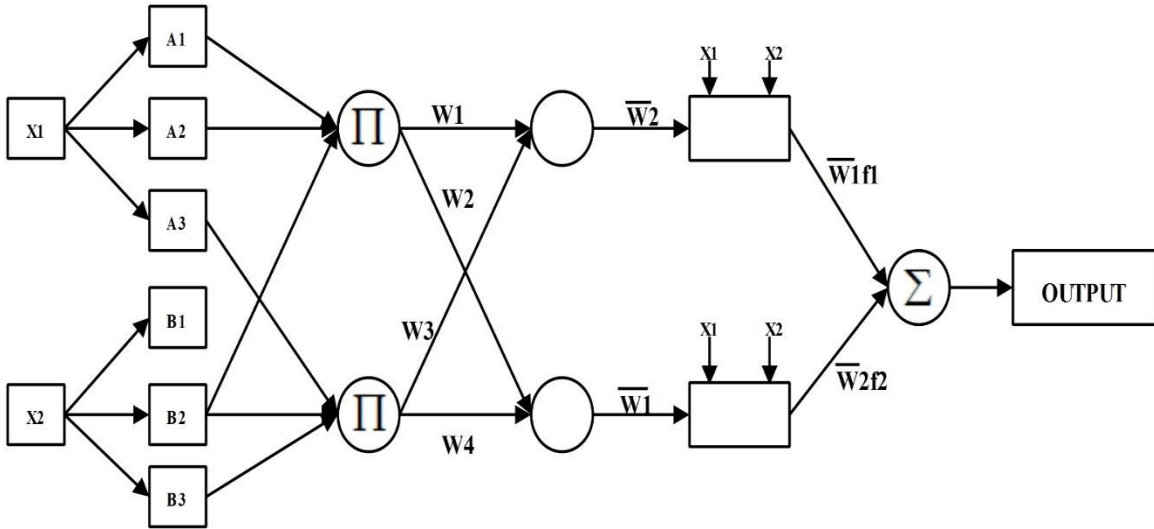 A1
X1 X2
X1 A2 Π W1 W̅2
W̅1f1
W2
A3
Σ OUTPUT
B1
W3
X1 X2
W̅2f2
X2 B2 Π W̅1
W4
B3